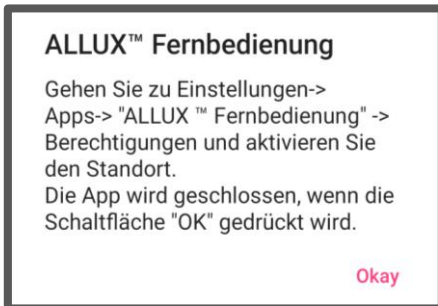 ALLUX™ Fernbedienung
Gehen Sie zu Einstellungen->
Apps-> "ALLUX ™ Fernbedienung" ->
Berechtigungen und aktivieren Sie
den Standort.
Die App wird geschlossen, wenn die
Schaltfläche "OK" gedrückt wird.
Okay